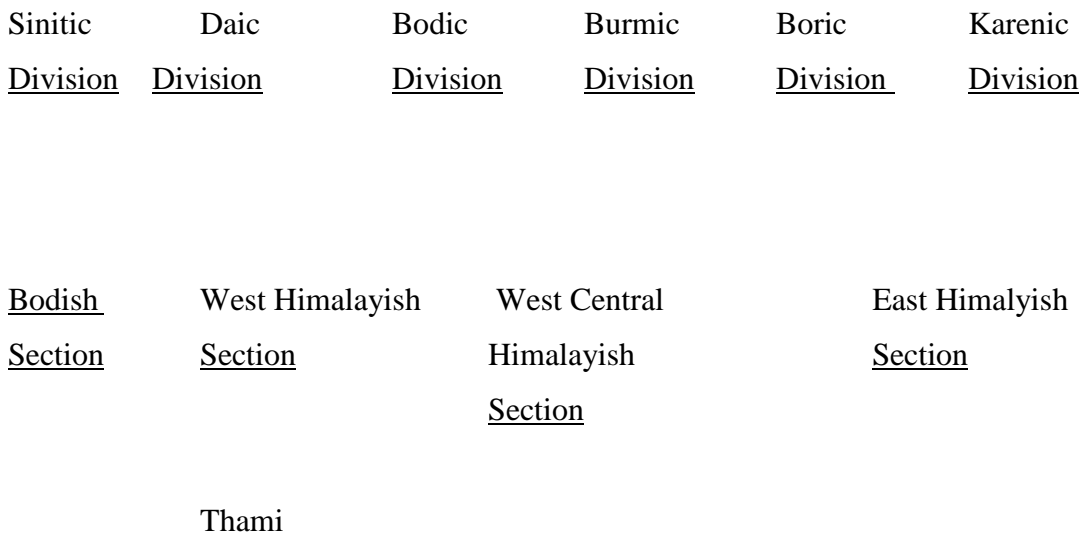 Sinitic Daic Bodic Burmic Boric Karenic
Division Division Division Division Division Division
Bodish West Himalayish West Central East Himalyish
Section Section Himalayish Section
Section
Thami